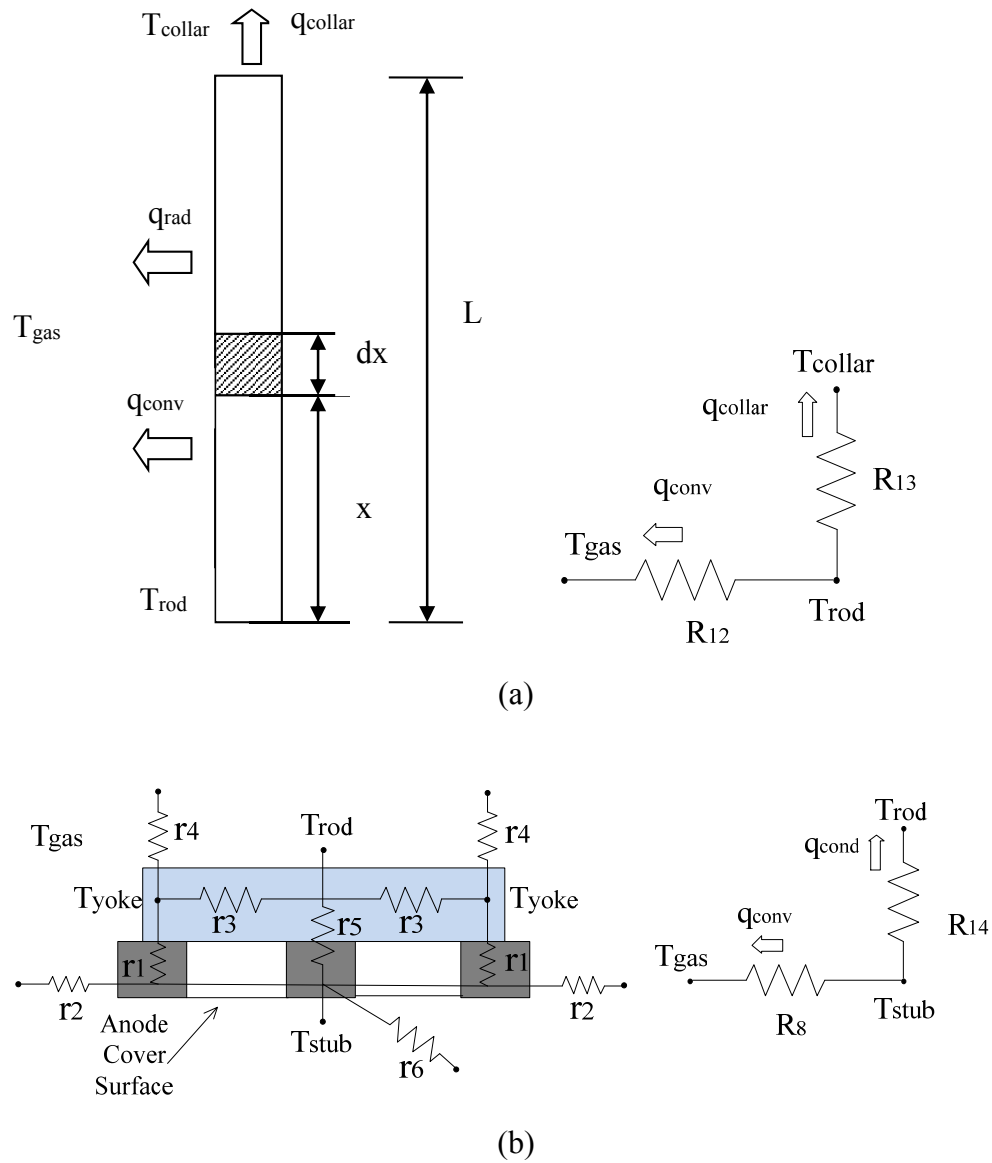 Tcollar
qcollar
qrad
Tgas
L
dx
qconv
x
Trod
Tcollar
qcollar
R13
qconv
Tgas
R12
Trod
(a)
Tgas
r4
Trod
r4
Tyoke
Tyoke
r3
r5
r3
r1
r1
r2
r2
Anode
Cover
Surface
Tstub
r6
Trod
qcond
R14
qconv
Tgas
R8
Tstub
(b)